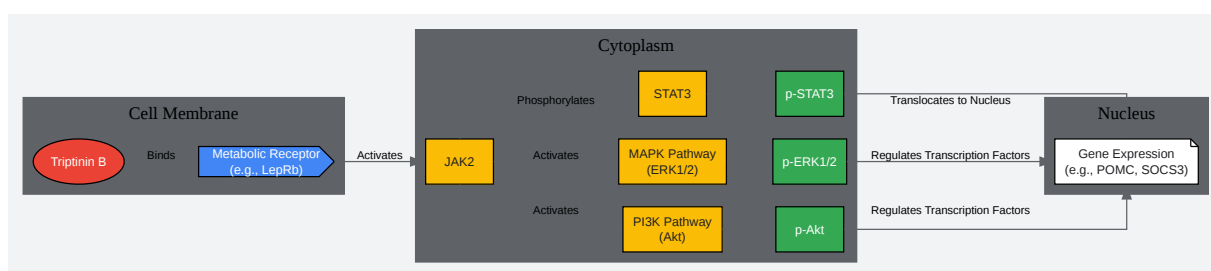 Cell Membrane
Triptinin B
Binds
Metabolic Receptor
(e.g., LepRb)
Activates
Cytoplasm
JAK2
Phosphorylates
STAT3
p-STAT3
Activates
MAPK Pathway
(ERK1/2)
p-ERK1/2
Activates
PI3K Pathway
(Akt)
p-Akt
Translocates to Nucleus
Regulates Transcription Factors
Regulates Transcription Factors
Nucleus
Gene Expression
(e.g., POMC, SOCS3)